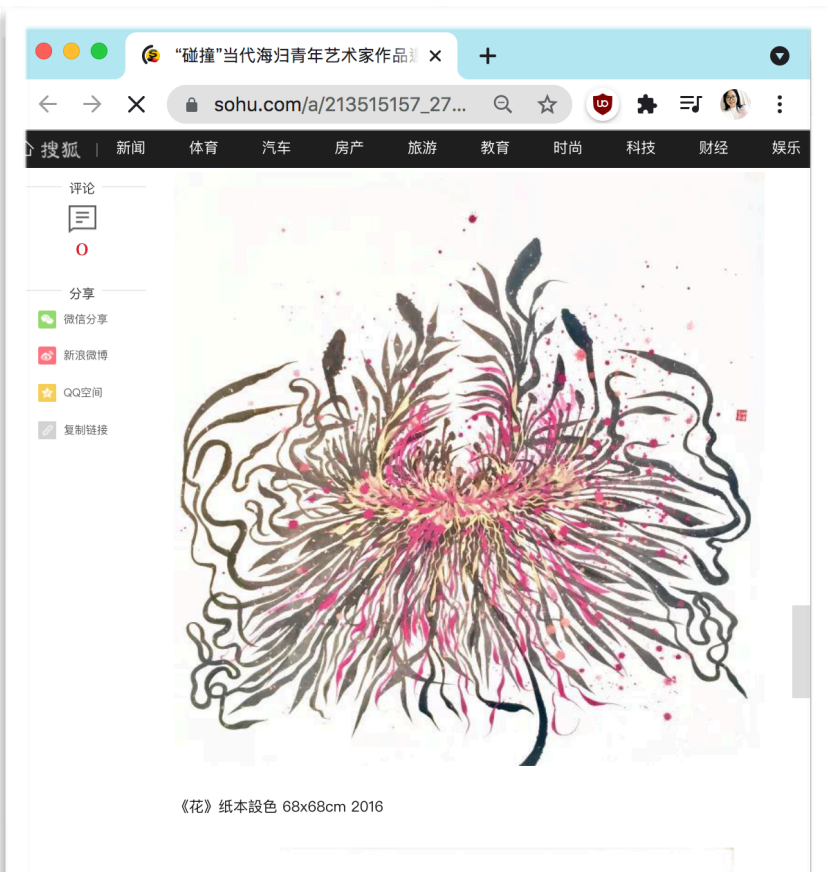 “碰撞”当代海归青年艺术家作品
sohu.com/a/213515157_27...
搜狐 | 新闻 体育 汽车 房产 旅游 教育 时尚 科技 财经 娱乐
评论
0
分享
微信分享
新浪微博
QQ空间
复制链接
《花》纸本設色 68x68cm 2016